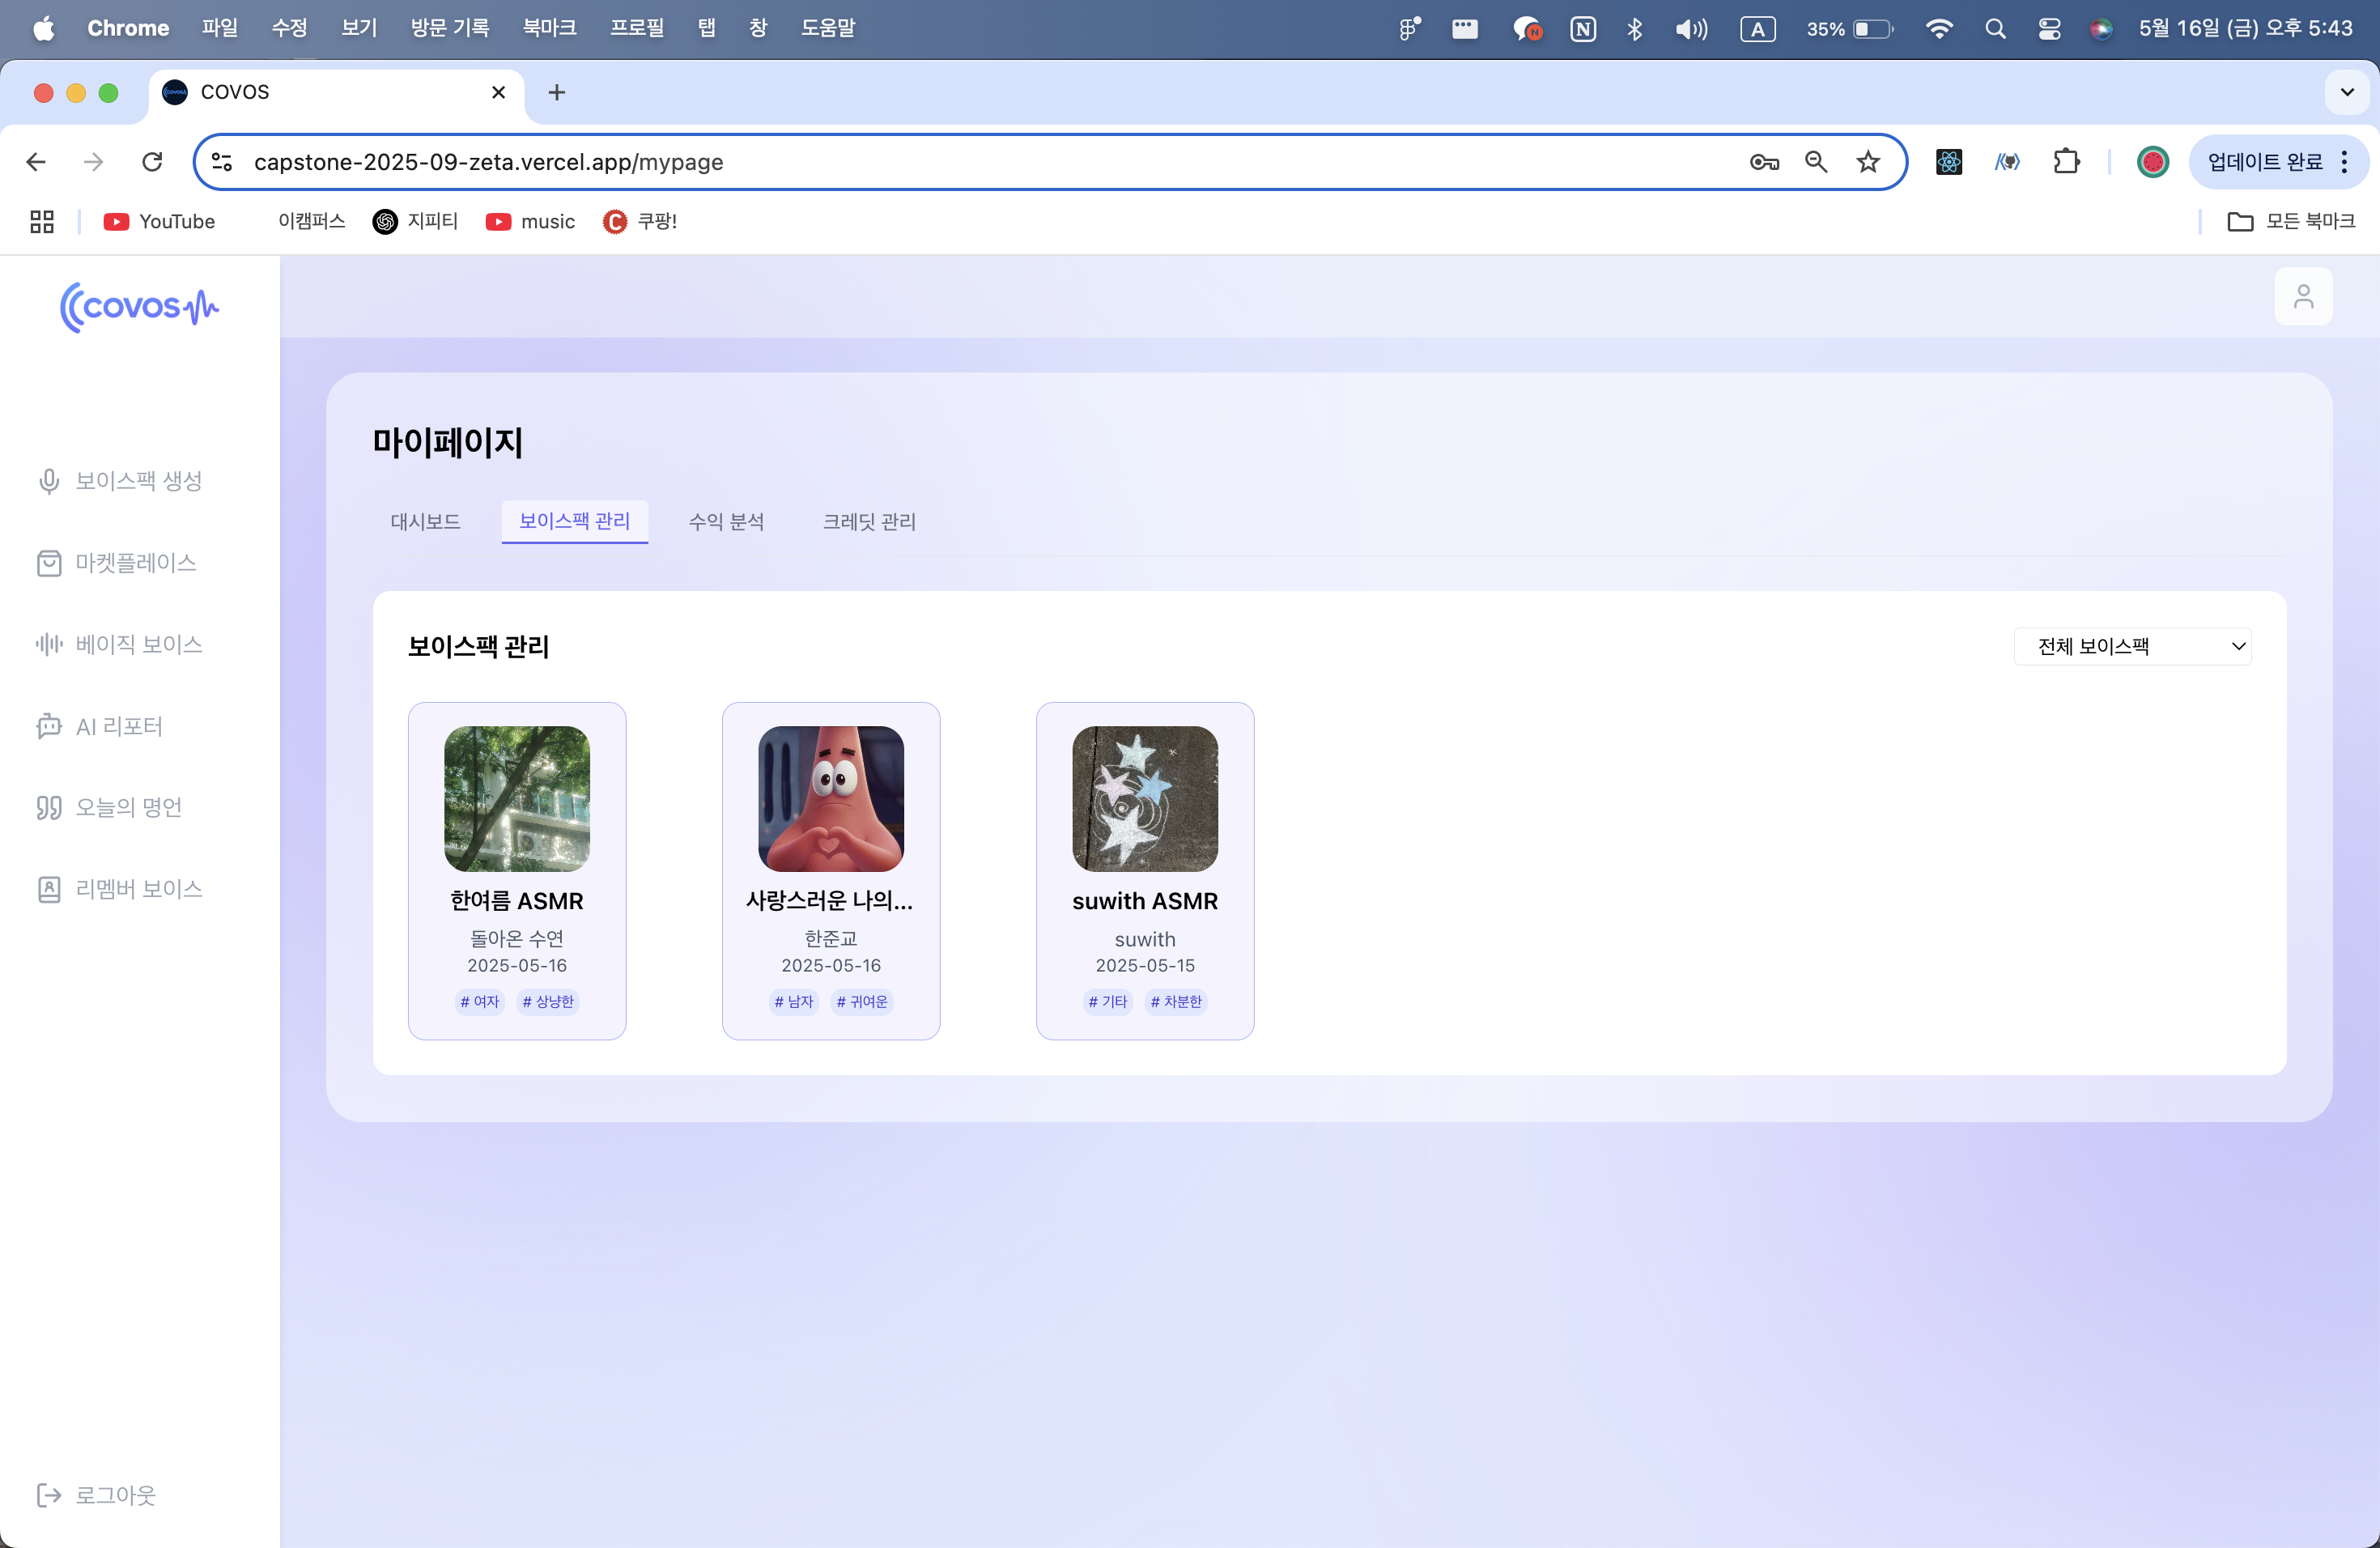 Chrome 파일 수정 보기 방문 기록 북마크 프로필 탭 창 도움말 N A 35% 5월 16일 (금) 오후 5:43
COVOS
capstone-2025-09-zeta.vercel.app/mypage 업데이트 완료
YouTube 이캠퍼스 지피티 music C 쿠팡! 모든 북마크
covos
마이페이지
대시보드 보이스팩 관리 수익 분석 크레딧 관리
보이스팩 생성
마켓플레이스
베이직 보이스
AI 리포터
오늘의 명언
리멤버 보이스
로그아웃
보이스팩 관리 전체 보이스팩
한여름 ASMR
돌아온 수연
2025-05-16
# 여자 # 상냥한
사랑스러운 나의...
한준교
2025-05-16
# 남자 # 귀여운
suwith ASMR
suwith
2025-05-15
# 기타 # 차분한